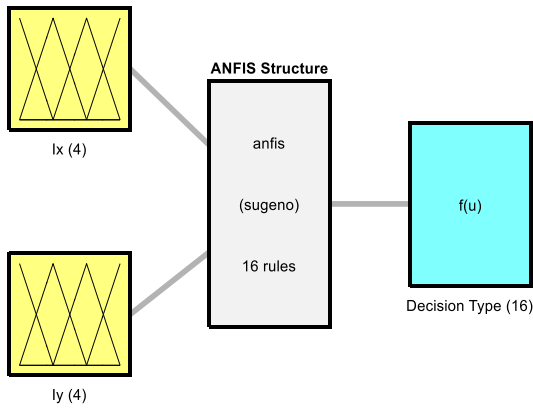 ANFIS Structure
Ix (4)
anfis
(sugeno)
16 rules
f(u)
Decision Type (16)
Iy (4)